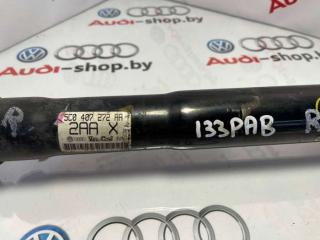 Audi-shop.by
Audi-shop.by
5C0 407 272 AA
2AA X
133PAB
R
R